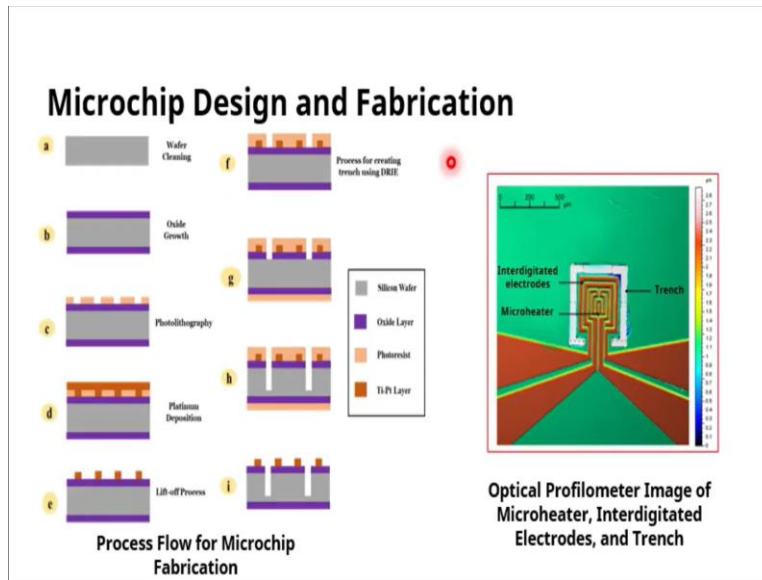 Microchip Design and Fabrication
a
Wafer
Cleaning
b
Oxide
Growth
c
Photolithography
d
Platinum
Deposition
e
Lift-off Process
f
Process for creating
trench using DRIE
g
h
i
Silicon Wafer
Oxide Layer
Photoresist
Ti-Pt Layer
Process Flow for Microchip
Fabrication
Interdigitated
electrodes
Microheater
Trench
Optical Profilometer Image of
Microheater, Interdigitated
Electrodes, and Trench